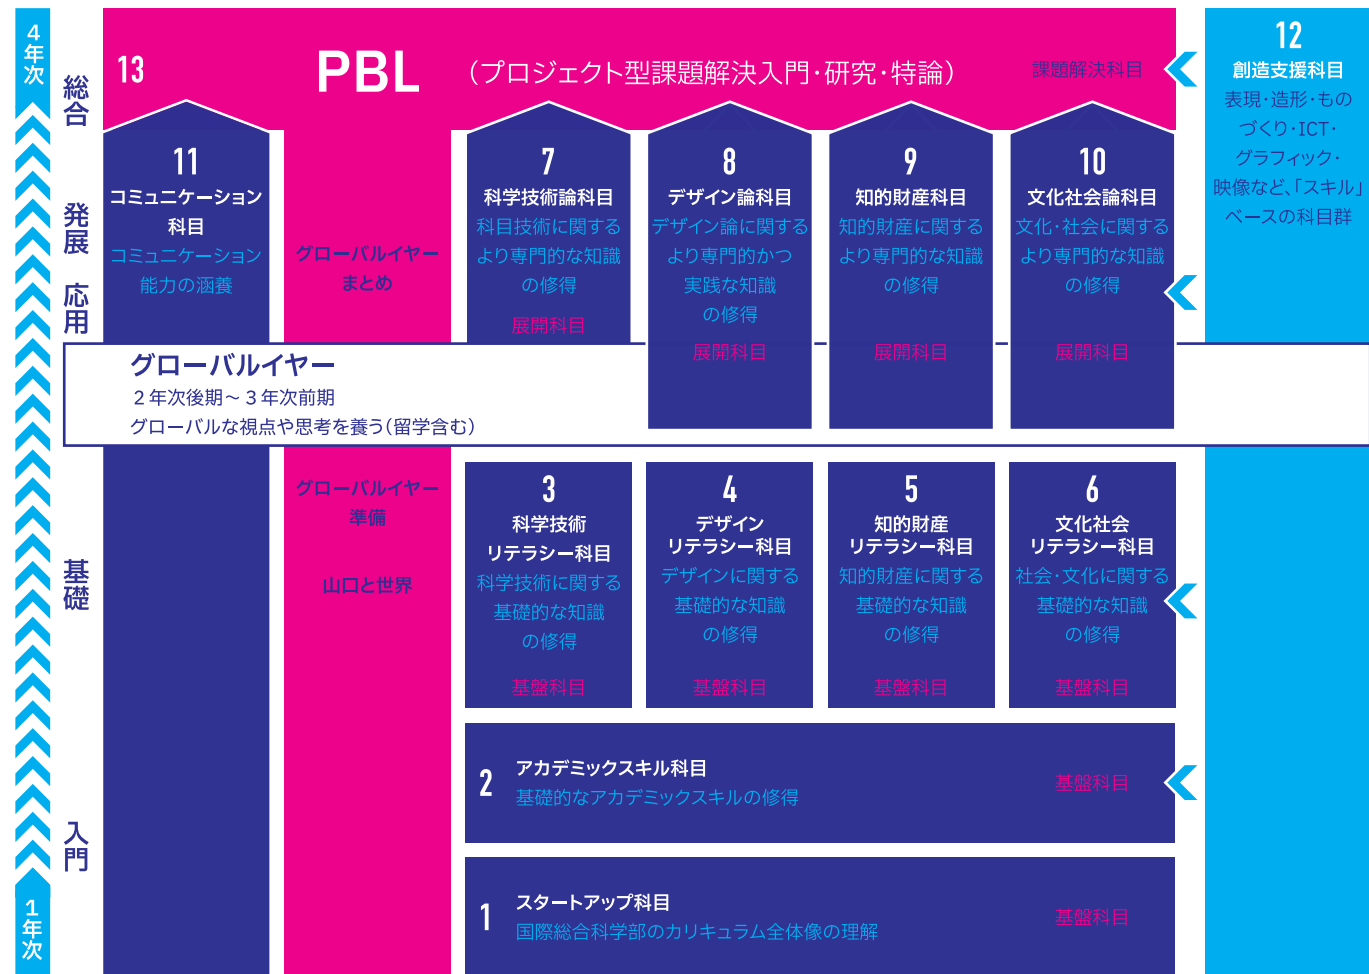 4
年
次
総
合
発
展
応
用
基
礎
入
門
1
年
次
13
PBL
(プロジェクト型課題解決入門・研究・特論)
課題解決科目
12
創造支援科目
表現・造形・もの
づくり・ICT・
グラフィック・
映像など、「スキル」
ベースの科目群
11
コミュニケーション
科目
コミュニケーション
能力の涵養
グローバルイヤー
まとめ
7
科学技術論科目
科目技術に関する
より専門的な知識
の修得
展開科目
8
デザイン論科目
デザイン論に関する
より専門的かつ
実践な知識
の修得
展開科目
9
知的財産科目
知的財産に関する
より専門的な知識
の修得
展開科目
10
文化社会論科目
文化・社会に関する
より専門的な知識
の修得
展開科目
グローバルイヤー
2年次後期～3年次前期
グローバルな視点や思考を養う(留学含む)
グローバルイヤー
準備
山口と世界
3
科学技術
リテラシー科目
科学技術に関する
基礎的な知識
の修得
基盤科目
4
デザイン
リテラシー科目
デザインに関する
基礎的な知識
の修得
基盤科目
5
知的財産
リテラシー科目
知的財産に関する
基礎的な知識
の修得
基盤科目
6
文化社会
リテラシー科目
社会・文化に関する
基礎的な知識
の修得
基盤科目
2
アカデミックスキル科目
基礎的なアカデミックスキルの修得
基盤科目
1
スタートアップ科目
国際総合科学部のカリキュラム全体像の理解
基盤科目